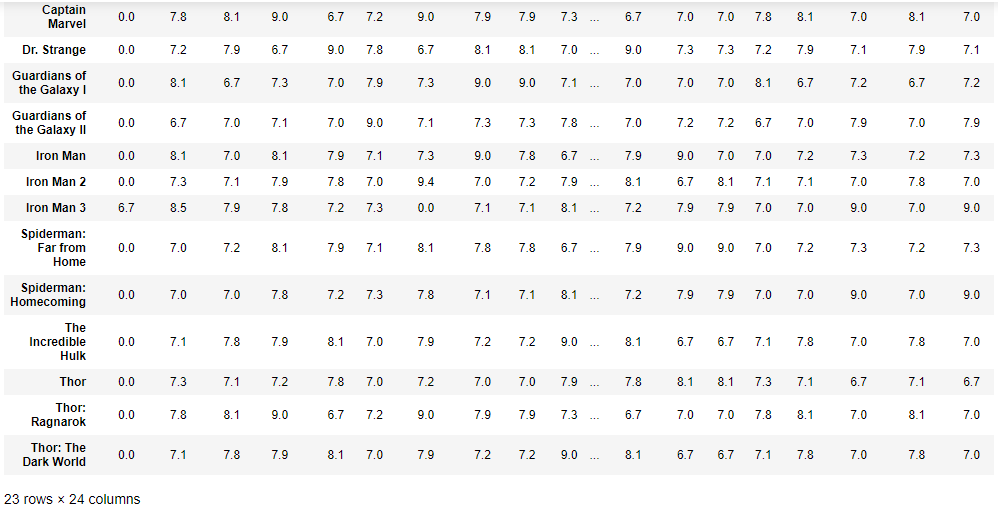 Captain
Marvel 0.0 7.8 8.1 9.0 6.7 7.2 9.0 7.9 7.9 7.3 ... 6.7 7.0 7.0 7.8 8.1 7.0 8.1 7.0
Dr. Strange 0.0 7.2 7.9 6.7 9.0 7.8 6.7 8.1 8.1 7.0 ... 9.0 7.3 7.3 7.2 7.9 7.1 7.9 7.1
Guardians of
the Galaxy I 0.0 8.1 6.7 7.3 7.0 7.9 7.3 9.0 9.0 7.1 ... 7.0 7.0 7.0 8.1 6.7 7.2 6.7 7.2
Guardians of
the Galaxy II 0.0 6.7 7.0 7.1 7.0 9.0 7.1 7.3 7.3 7.8 ... 7.0 7.2 7.2 6.7 7.0 7.9 7.0 7.9
Iron Man 0.0 8.1 7.0 8.1 7.9 7.1 7.3 9.0 7.8 6.7 ... 7.9 9.0 7.0 7.0 7.2 7.3 7.2 7.3
Iron Man 2 0.0 7.3 7.1 7.9 7.8 7.0 9.4 7.0 7.2 7.9 ... 8.1 6.7 8.1 7.1 7.1 7.0 7.8 7.0
Iron Man 3 6.7 8.5 7.9 7.8 7.2 7.3 0.0 7.1 7.1 8.1 ... 7.2 7.9 7.9 7.0 7.0 9.0 7.0 9.0
Spiderman:
Far from
Home 0.0 7.0 7.2 8.1 7.9 7.1 8.1 7.8 7.8 6.7 ... 7.9 9.0 9.0 7.0 7.2 7.3 7.2 7.3
Spiderman:
Homecoming 0.0 7.0 7.0 7.8 7.2 7.3 7.8 7.1 7.1 8.1 ... 7.2 7.9 7.9 7.0 7.0 9.0 7.0 9.0
The
Incredible
Hulk 0.0 7.1 7.8 7.9 8.1 7.0 7.9 7.2 7.2 9.0 ... 8.1 6.7 6.7 7.1 7.8 7.0 7.8 7.0
Thor 0.0 7.3 7.1 7.2 7.8 7.0 7.2 7.0 7.0 7.9 ... 7.8 8.1 8.1 7.3 7.1 6.7 7.1 6.7
Thor:
Ragnarok 0.0 7.8 8.1 9.0 6.7 7.2 9.0 7.9 7.9 7.3 ... 6.7 7.0 7.0 7.8 8.1 7.0 8.1 7.0
Thor: The
Dark World 0.0 7.1 7.8 7.9 8.1 7.0 7.9 7.2 7.2 9.0 ... 8.1 6.7 6.7 7.1 7.8 7.0 7.8 7.0
23 rows × 24 columns